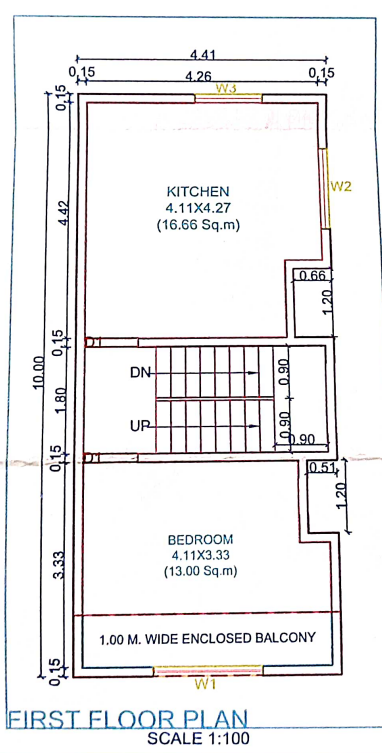 4.41
0,15 4.26 0,15
W3
0,15
KITCHEN
4.11X4.27
(16.66 Sq.m)
W2
4.42
0.66
1.20
D1
0,15
10.00
DN
0.90
1.80
UP
0.90
0.90
D1
0,15
0.51
1.20
BEDROOM
4.11X3.33
(13.00 Sq.m)
3.33
1.00 M. WIDE ENCLOSED BALCONY
0,15
W1
FIRST FLOOR PLAN
SCALE 1:100